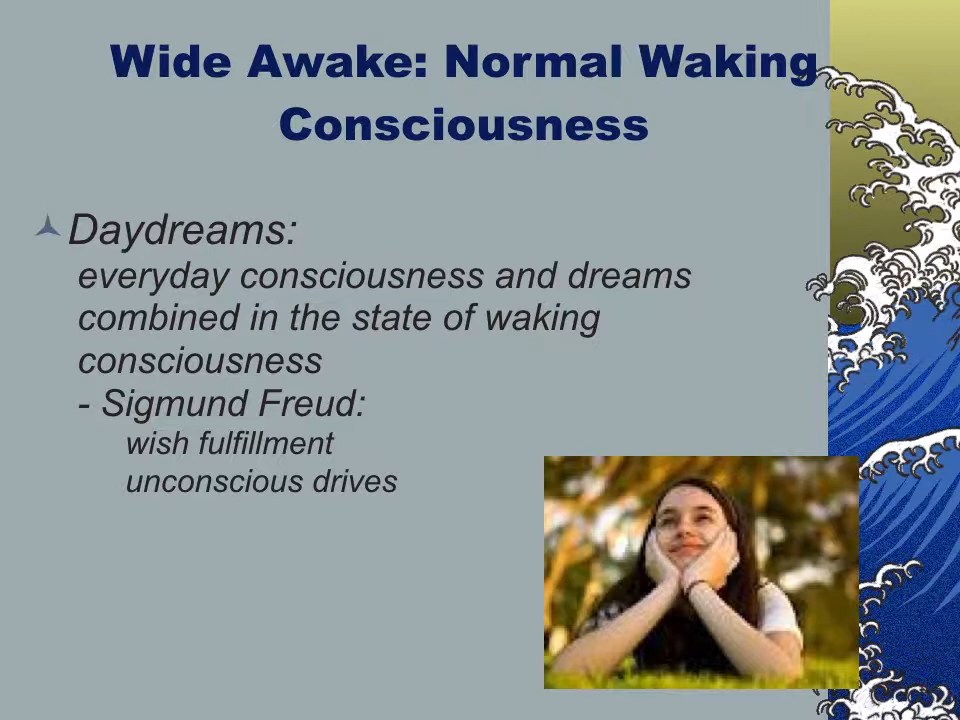 Wide Awake: Normal Waking
Consciousness
Daydreams:
everyday consciousness and dreams
combined in the state of waking
consciousness
- Sigmund Freud:
wish fulfillment
unconscious drives